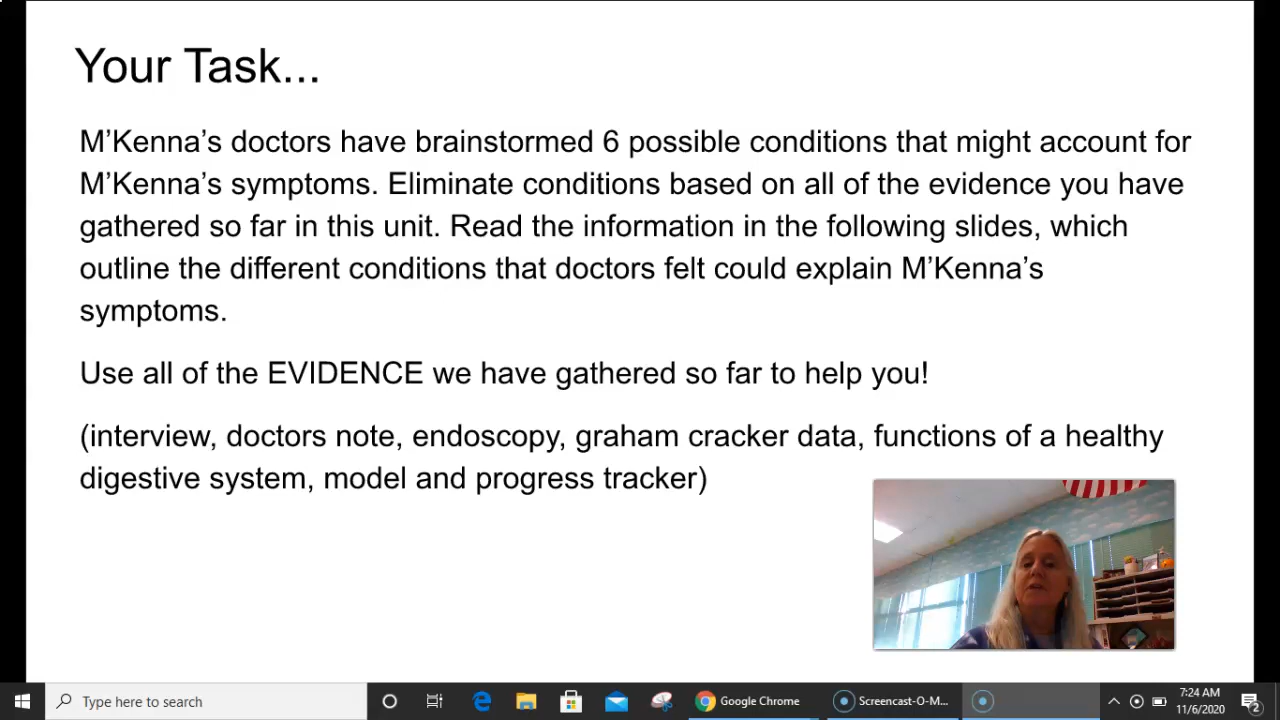 Your Task...
M'Kenna's doctors have brainstormed 6 possible conditions that might account for
M'Kenna's symptoms. Eliminate conditions based on all of the evidence you have
gathered so far in this unit. Read the information in the following slides, which
outline the different conditions that doctors felt could explain M'Kenna's
symptoms.
Use all of the EVIDENCE we have gathered so far to help you!
(interview, doctors note, endoscopy, graham cracker data, functions of a healthy
digestive system, model and progress tracker)
Type here to search
Google Chrome
Screencast-O-M...
7:24 AM
11/6/2020
2